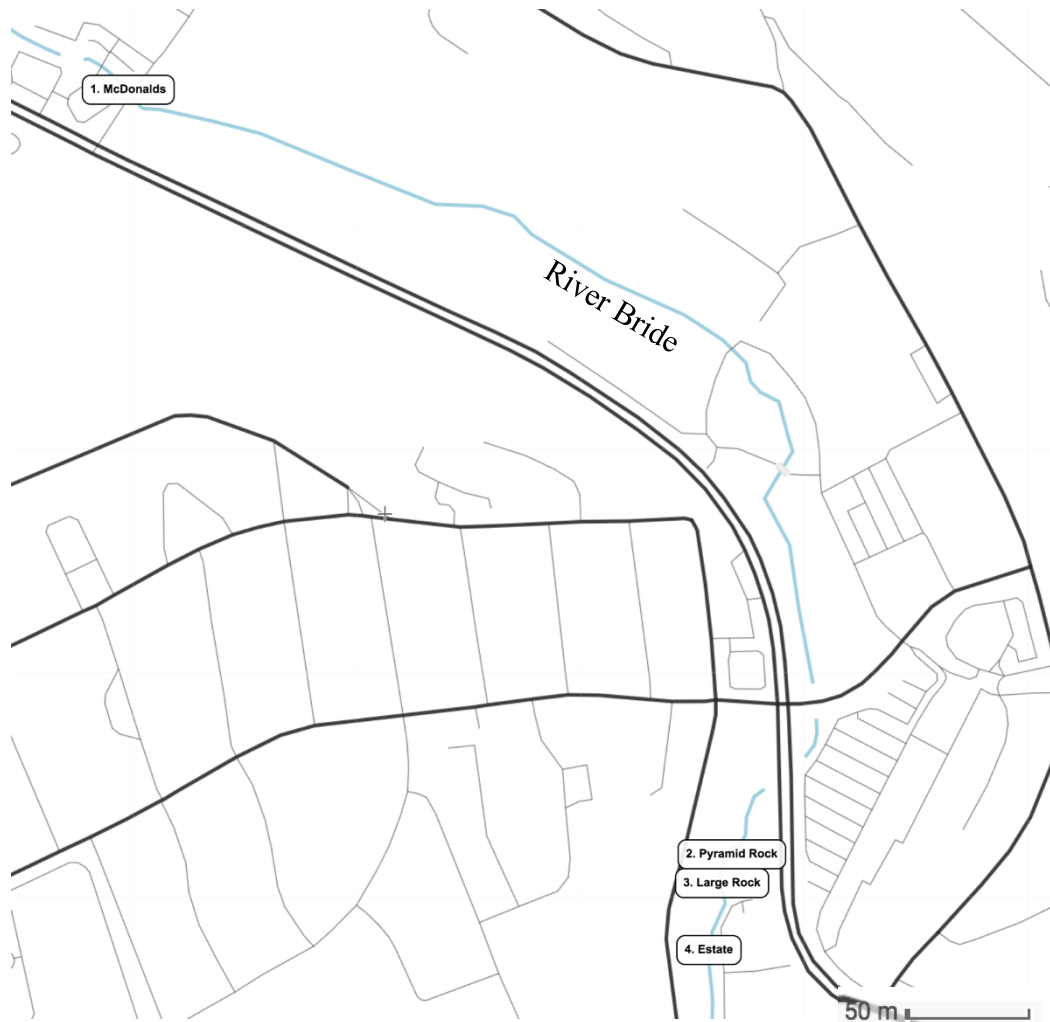 1. McDonalds
River Bride
2. Pyramid Rock
3. Large Rock
4. Estate
50 m